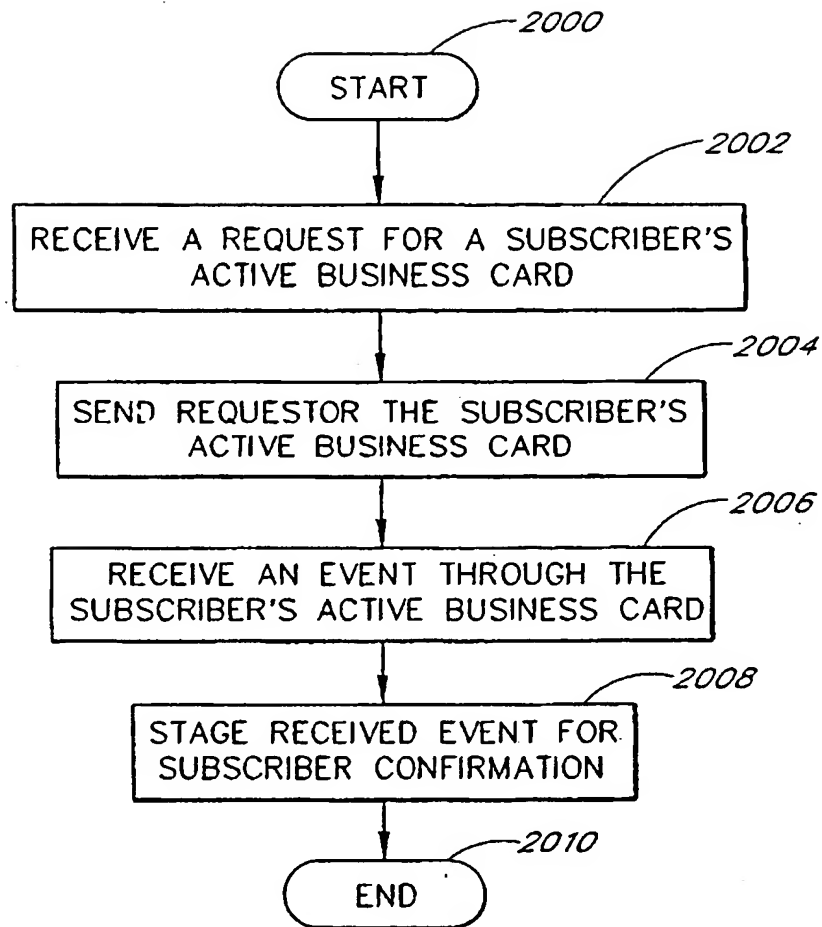 2000
START
2002
RECEIVE A REQUEST FOR A SUBSCRIBER'S
ACTIVE BUSINESS CARD
2004
SEND REQUESTOR THE SUBSCRIBER'S
ACTIVE BUSINESS CARD
2006
RECEIVE AN EVENT THROUGH THE
SUBSCRIBER'S ACTIVE BUSINESS CARD
2008
STAGE RECEIVED EVENT FOR
SUBSCRIBER CONFIRMATION
2010
END